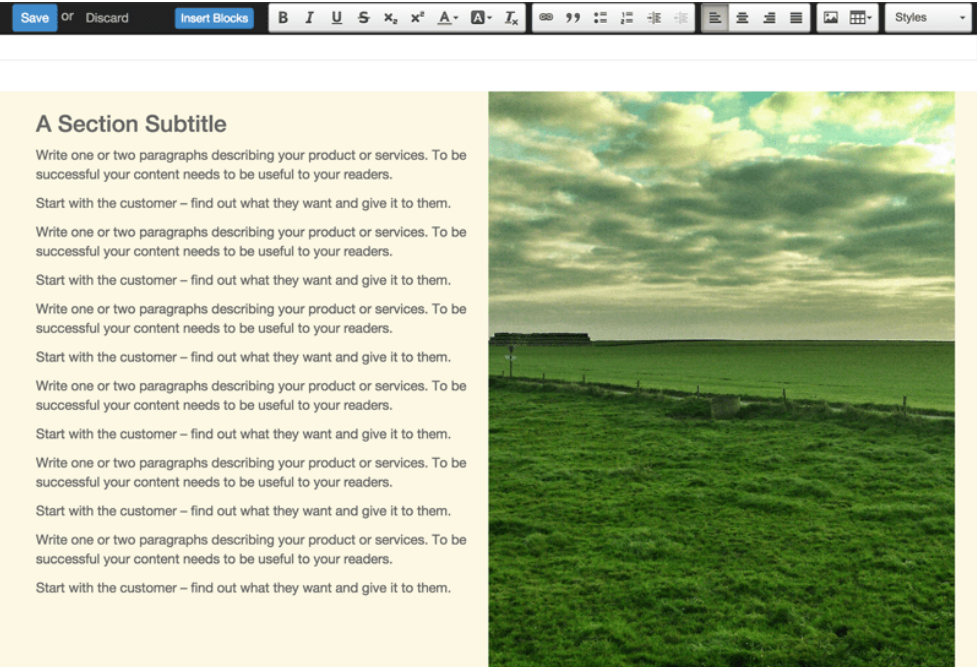 Save or Discard Insert Blocks B I U S x₂ x² A A Ix Styles
A Section Subtitle
Write one or two paragraphs describing your product or services. To be
successful your content needs to be useful to your readers.
Start with the customer – find out what they want and give it to them.
Write one or two paragraphs describing your product or services. To be
successful your content needs to be useful to your readers.
Start with the customer – find out what they want and give it to them.
Write one or two paragraphs describing your product or services. To be
successful your content needs to be useful to your readers.
Start with the customer – find out what they want and give it to them.
Write one or two paragraphs describing your product or services. To be
successful your content needs to be useful to your readers.
Start with the customer – find out what they want and give it to them.
Write one or two paragraphs describing your product or services. To be
successful your content needs to be useful to your readers.
Start with the customer – find out what they want and give it to them.
Write one or two paragraphs describing your product or services. To be
successful your content needs to be useful to your readers.
Start with the customer – find out what they want and give it to them.